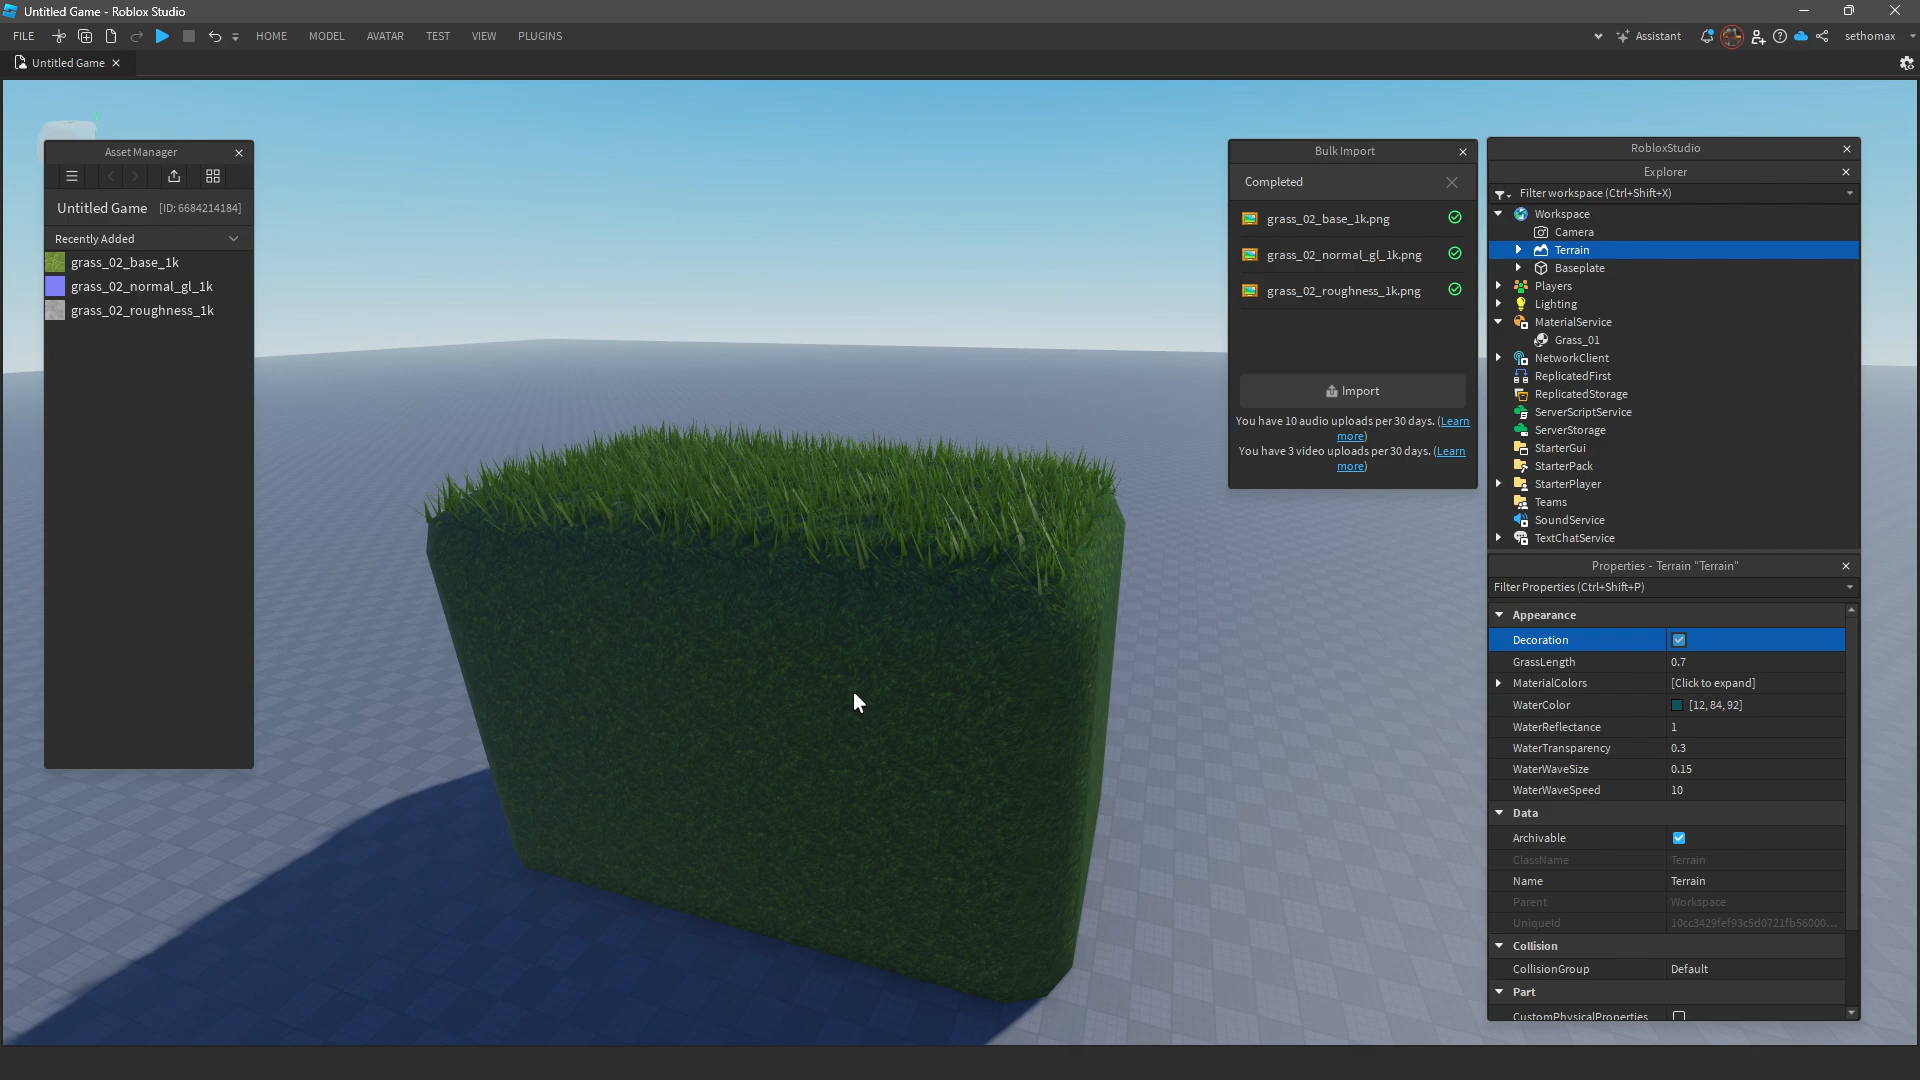 Untitled Game - Roblox Studio
FILE
HOME
MODEL
AVATAR
TEST
VIEW
PLUGINS
Assistant
sethomax
Untitled Game
Asset Manager
Untitled Game
[ID: 6684214184]
Recently Added
grass_02_base_1k
grass_02_normal_gl_1k
grass_02_roughness_1k
Bulk Import
Completed
grass_02_base_1k.png
grass_02_normal_gl_1k.png
grass_02_roughness_1k.png
Import
You have 10 audio uploads per 30 days. (Learn
more)
You have 3 video uploads per 30 days. (Learn
more)
RobloxStudio
Explorer
Filter workspace (Ctrl+Shift+X)
Workspace
Camera
Terrain
Baseplate
Players
Lighting
MaterialService
Grass_01
NetworkClient
ReplicatedFirst
ReplicatedStorage
ServerScriptService
ServerStorage
StarterGui
StarterPack
StarterPlayer
Teams
SoundService
TextChatService
Properties - Terrain "Terrain"
Filter Properties (Ctrl+Shift+P)
Appearance
Decoration
GrassLength 0.7
MaterialColors [Click to expand]
WaterColor [12, 84, 92]
WaterReflectance 1
WaterTransparency 0.3
WaterWaveSize 0.15
WaterWaveSpeed 10
Data
Archivable
ClassName Terrain
Name Terrain
Parent Workspace
UniqueId 10cc3429fef93c5d0721fb56000...
Collision
CollisionGroup Default
Part
CustomPhysicalProperties